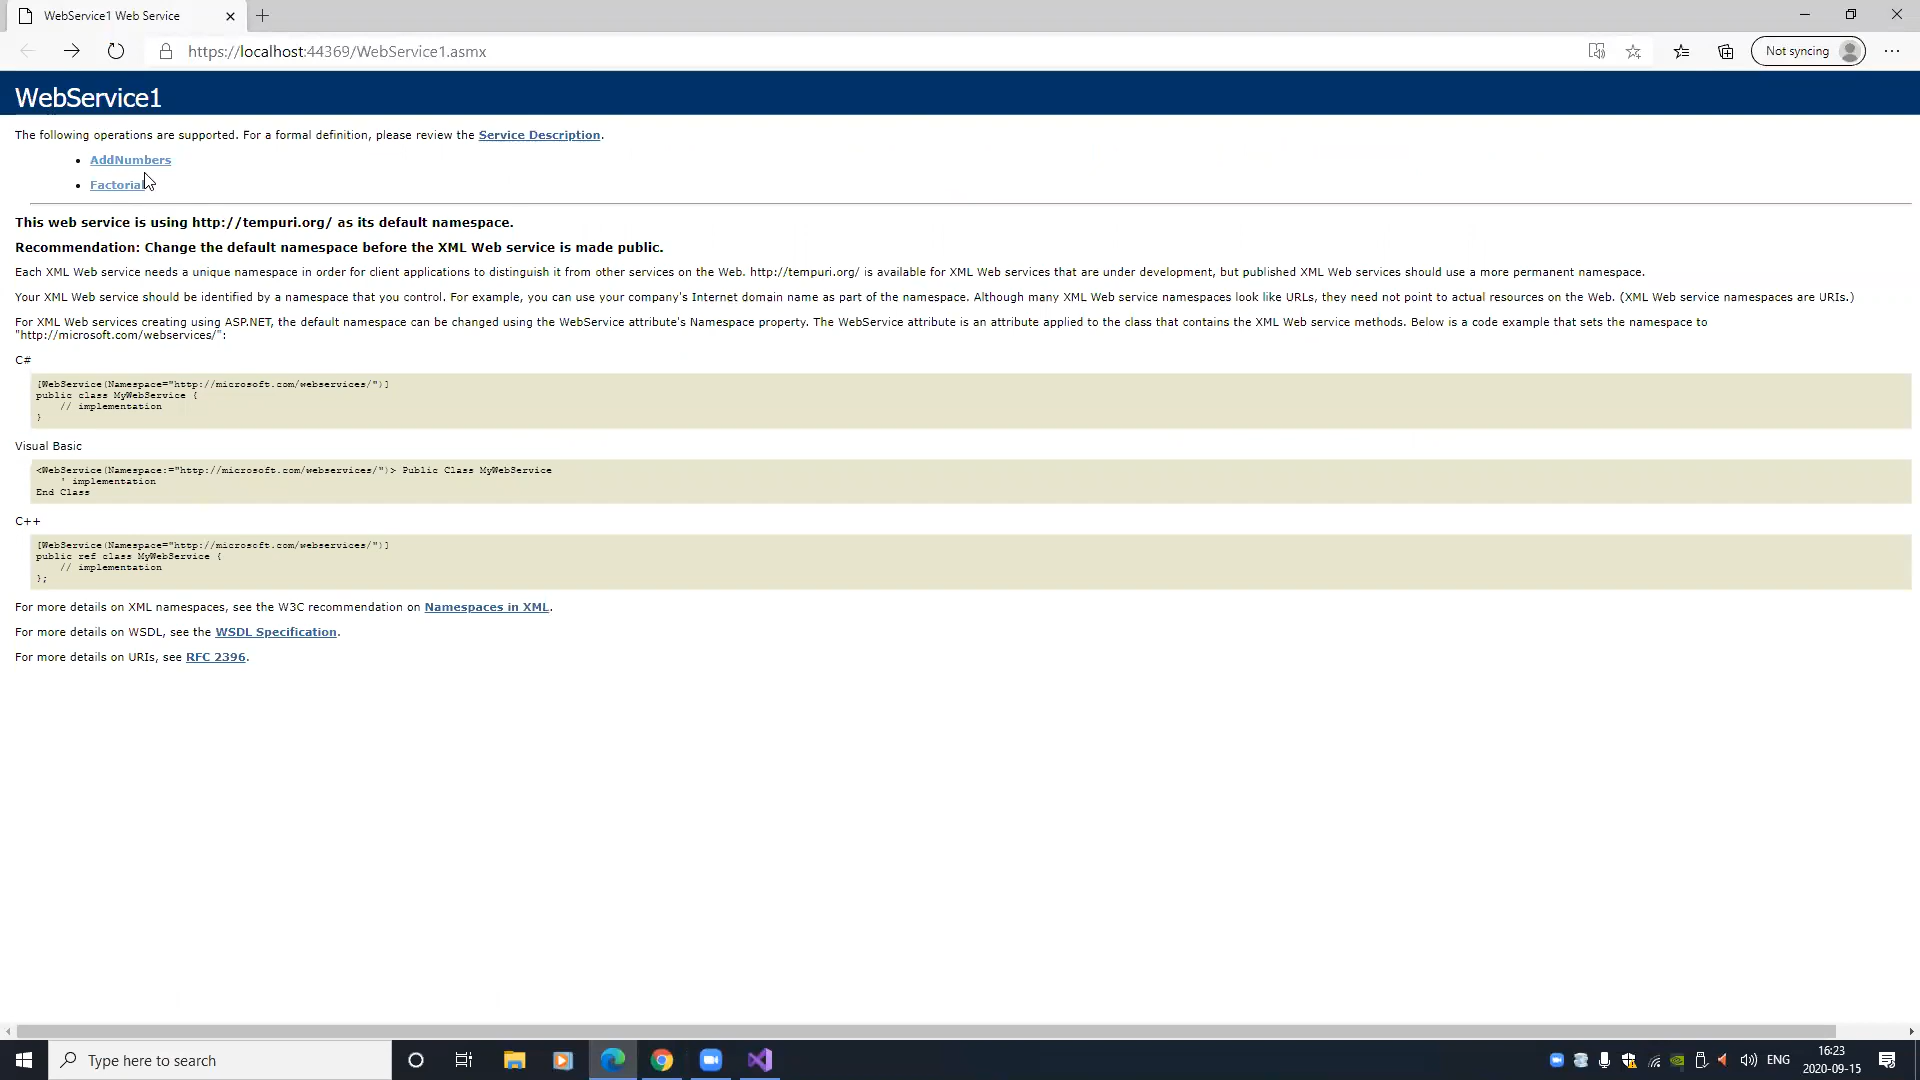 WebService1 Web Service
https://localhost:44369/WebService1.asmx
Not syncing
WebService1
The following operations are supported. For a formal definition, please review the Service Description.
• AddNumbers
• Factorial
This web service is using http://tempuri.org/ as its default namespace.
Recommendation: Change the default namespace before the XML Web service is made public.
Each XML Web service needs a unique namespace in order for client applications to distinguish it from other services on the Web. http://tempuri.org/ is available for XML Web services that are under development, but published XML Web services should use a more permanent namespace.
Your XML Web service should be identified by a namespace that you control. For example, you can use your company's Internet domain name as part of the namespace. Although many XML Web service namespaces look like URLs, they need not point to actual resources on the Web. (XML Web service namespaces are URIs.)
For XML Web services creating using ASP.NET, the default namespace can be changed using the WebService attribute's Namespace property. The WebService attribute is an attribute applied to the class that contains the XML Web service methods. Below is a code example that sets the namespace to
"http://microsoft.com/webservices/":
C#
[WebService(Namespace="http://microsoft.com/webservices/")]
public class MyWebService {
// implementation
}
Visual Basic
<WebService(Namespace:="http://microsoft.com/webservices/")> Public Class MyWebService
' implementation
End Class
C++
[WebService(Namespace="http://microsoft.com/webservices/")]
public ref class MyWebService {
// implementation
};
For more details on XML namespaces, see the W3C recommendation on Namespaces in XML.
For more details on WSDL, see the WSDL Specification.
For more details on URIs, see RFC 2396.
Type here to search
ENG
16:23
2020-09-15